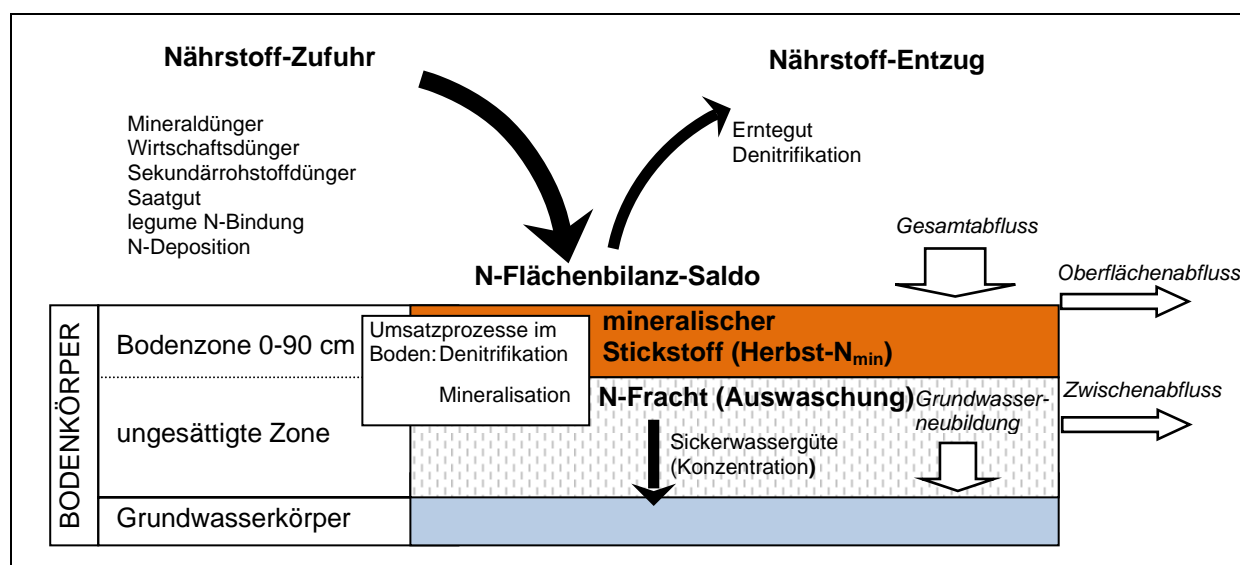 Nährstoff-Zufuhr
Nährstoff-Entzug
Mineraldünger
Wirtschaftsdünger
Sekundärrohstoffdünger
Saatgut
legume N-Bindung
N-Deposition
Erntegut
Denitrifikation
Gesamtabfluss
Oberflächenabfluss
N-Flächenbilanz-Saldo
BODENKÖRPER
Bodenzone 0-90 cm
Umsatzprozesse im
Boden: Denitrifikation
Mineralisation
mineralischer
Stickstoff (Herbst-Nmin)
ungesättigte Zone
N-Fracht (Auswaschung)
Grundwasser-
neubildung
Zwischenabfluss
Sickerwassergüte
(Konzentration)
Grundwasserkörper